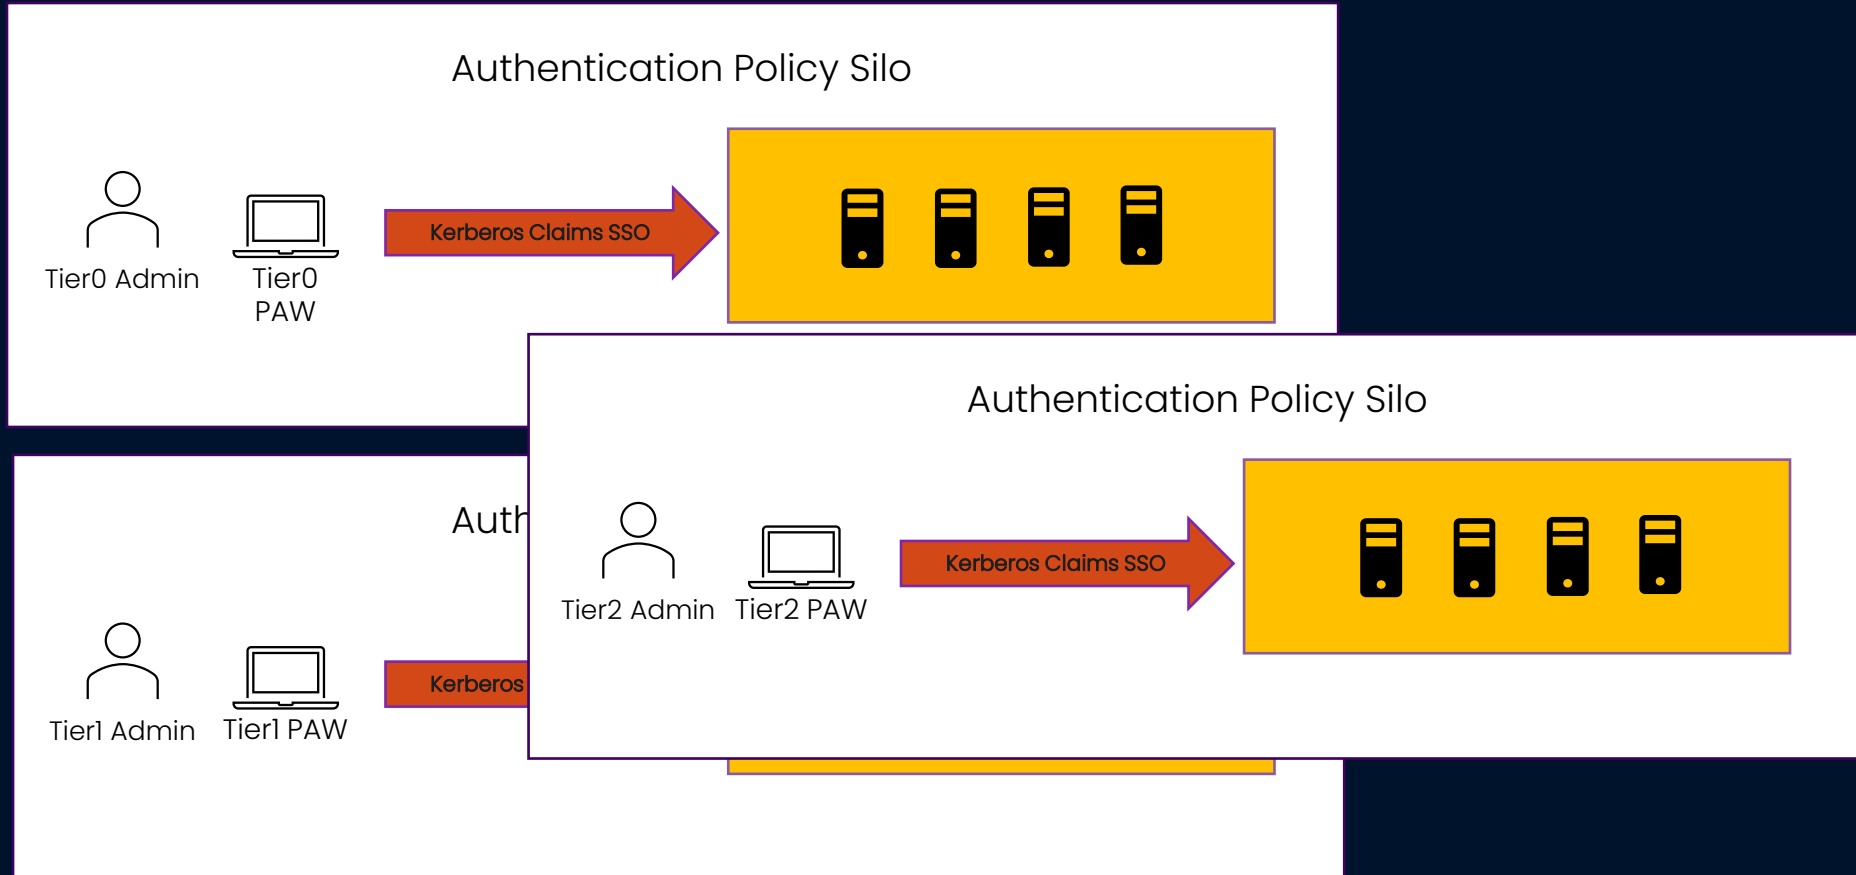 Authentication Policy Silo
Kerberos Claims SSO
Tier0 Admin
Tier0
PAW
Authentication Policy Silo
Kerberos Claims SSO
Tier2 Admin
Tier2 PAW
Auth
Kerberos
Tier1 Admin
Tier1 PAW